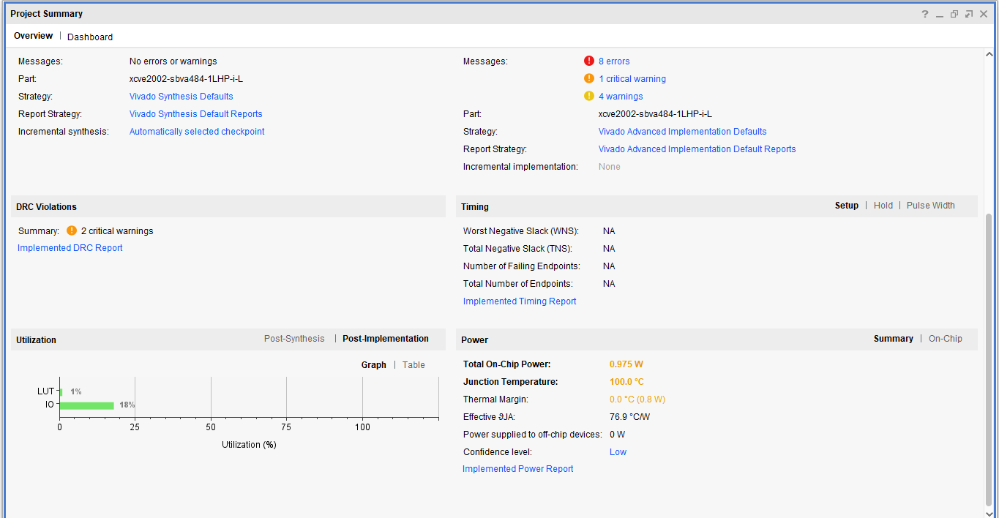 Project Summary
Overview | Dashboard
Messages: No errors or warnings
Part: xcve2002-sbva484-1LHP-i-L
Strategy: Vivado Synthesis Defaults
Report Strategy: Vivado Synthesis Default Reports
Incremental synthesis: Automatically selected checkpoint
Messages: 8 errors
1 critical warning
4 warnings
Part: xcve2002-sbva484-1LHP-i-L
Strategy: Vivado Advanced Implementation Defaults
Report Strategy: Vivado Advanced Implementation Default Reports
Incremental implementation: None
DRC Violations
Summary: 2 critical warnings
Implemented DRC Report
Timing Setup | Hold | Pulse Width
Worst Negative Slack (WNS): NA
Total Negative Slack (TNS): NA
Number of Failing Endpoints: NA
Total Number of Endpoints: NA
Implemented Timing Report
Utilization Post-Synthesis | Post-Implementation
Graph | Table
LUT 1%
IO 18%
0 25 50 75 100
Utilization (%)
Power Summary | On-Chip
Total On-Chip Power: 0.975 W
Junction Temperature: 100.0 °C
Thermal Margin: 0.0 °C (0.8 W)
Effective ϑJA: 76.9 °C/W
Power supplied to off-chip devices: 0 W
Confidence level: Low
Implemented Power Report